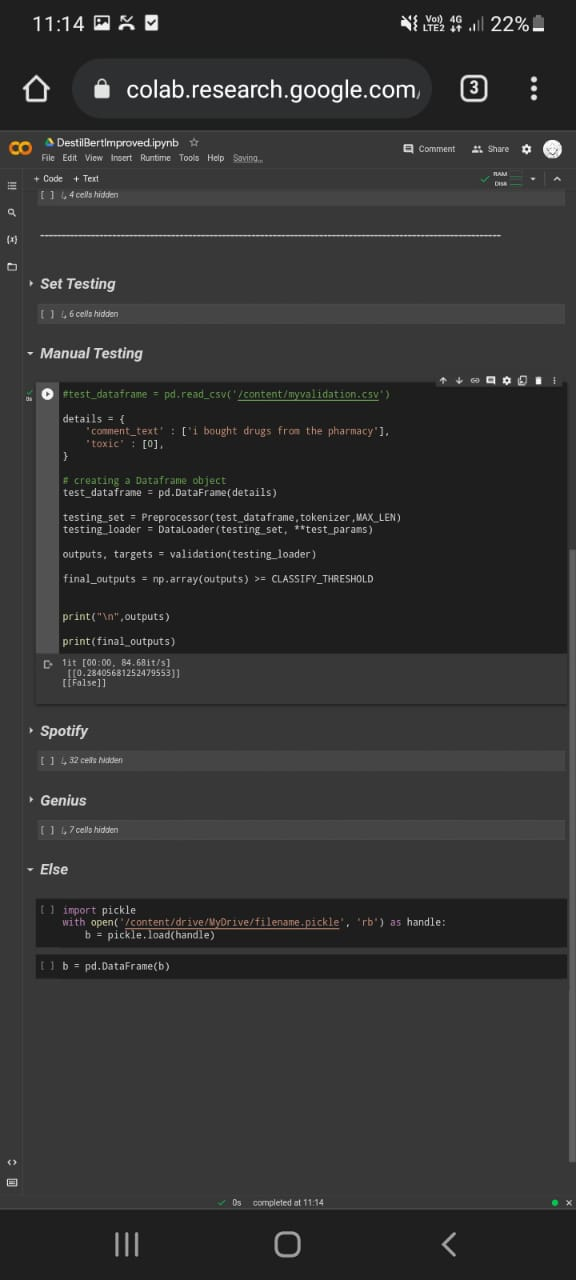 11:14
Vo) 4G
LTE2
22%
colab.research.google.com,
3
DestilBertImproved.ipynb
Comment
Share
File Edit View Insert Runtime Tools Help Saving...
+ Code + Text
RAM
Disk
[ ] 4 cells hidden
Set Testing
[ ] 6 cells hidden
Manual Testing
0s
#test_dataframe = pd.read_csv('/content/myvalidation.csv')
details = {
'comment_text' : ['i bought drugs from the pharmacy'],
'toxic' : [0],
}
# creating a Dataframe object
test_dataframe = pd.DataFrame(details)
testing_set = Preprocessor(test_dataframe,tokenizer,MAX_LEN)
testing_loader = DataLoader(testing_set, **test_params)
outputs, targets = validation(testing_loader)
final_outputs = np.array(outputs) >= CLASSIFY_THRESHOLD
print("\n",outputs)
print(final_outputs)
1it [00:00, 84.68it/s]
[[0.28405681252479553]]
[[False]]
Spotify
[ ] 32 cells hidden
Genius
[ ] 7 cells hidden
Else
[ ] import pickle
with open('/content/drive/MyDrive/filename.pickle', 'rb') as handle:
b = pickle.load(handle)
[ ] b = pd.DataFrame(b)
0s completed at 11:14